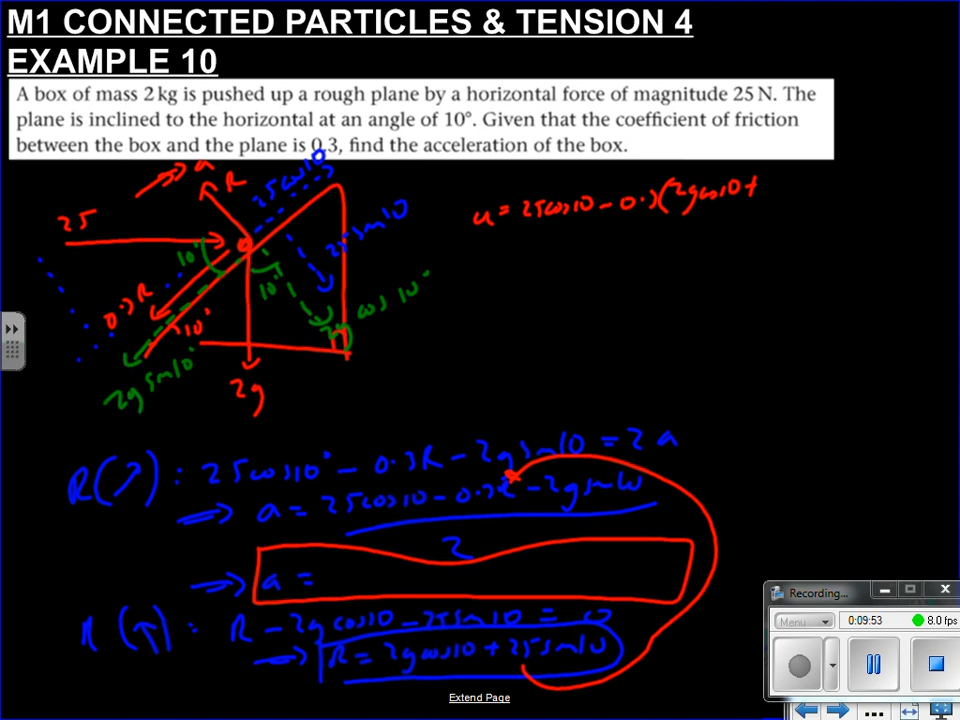 M1 CONNECTED PARTICLES & TENSION 4
EXAMPLE 10
A box of mass 2 kg is pushed up a rough plane by a horizontal force of magnitude 25 N. The
plane is inclined to the horizontal at an angle of 10°. Given that the coefficient of friction
between the box and the plane is 0.3, find the acceleration of the box.
a
R
25cos10
25
25sin10
a = 25cos10 - 0.3(2gcos10 +
10°
10°
0.3R
10°
2g cos 10°
2g sin10°
2g
R(↗) : 25cos10° - 0.3R - 2gsin10 = 2a
⇒ a = 25cos10 - 0.3R - 2gsin10
2
⇒ a =
R(↑) : R - 2gcos10 - 25sin10 = 0
⇒ R = 2gcos10 + 25sin10
Extend Page
Recording...
Menu
0:09:53
8.0 fps